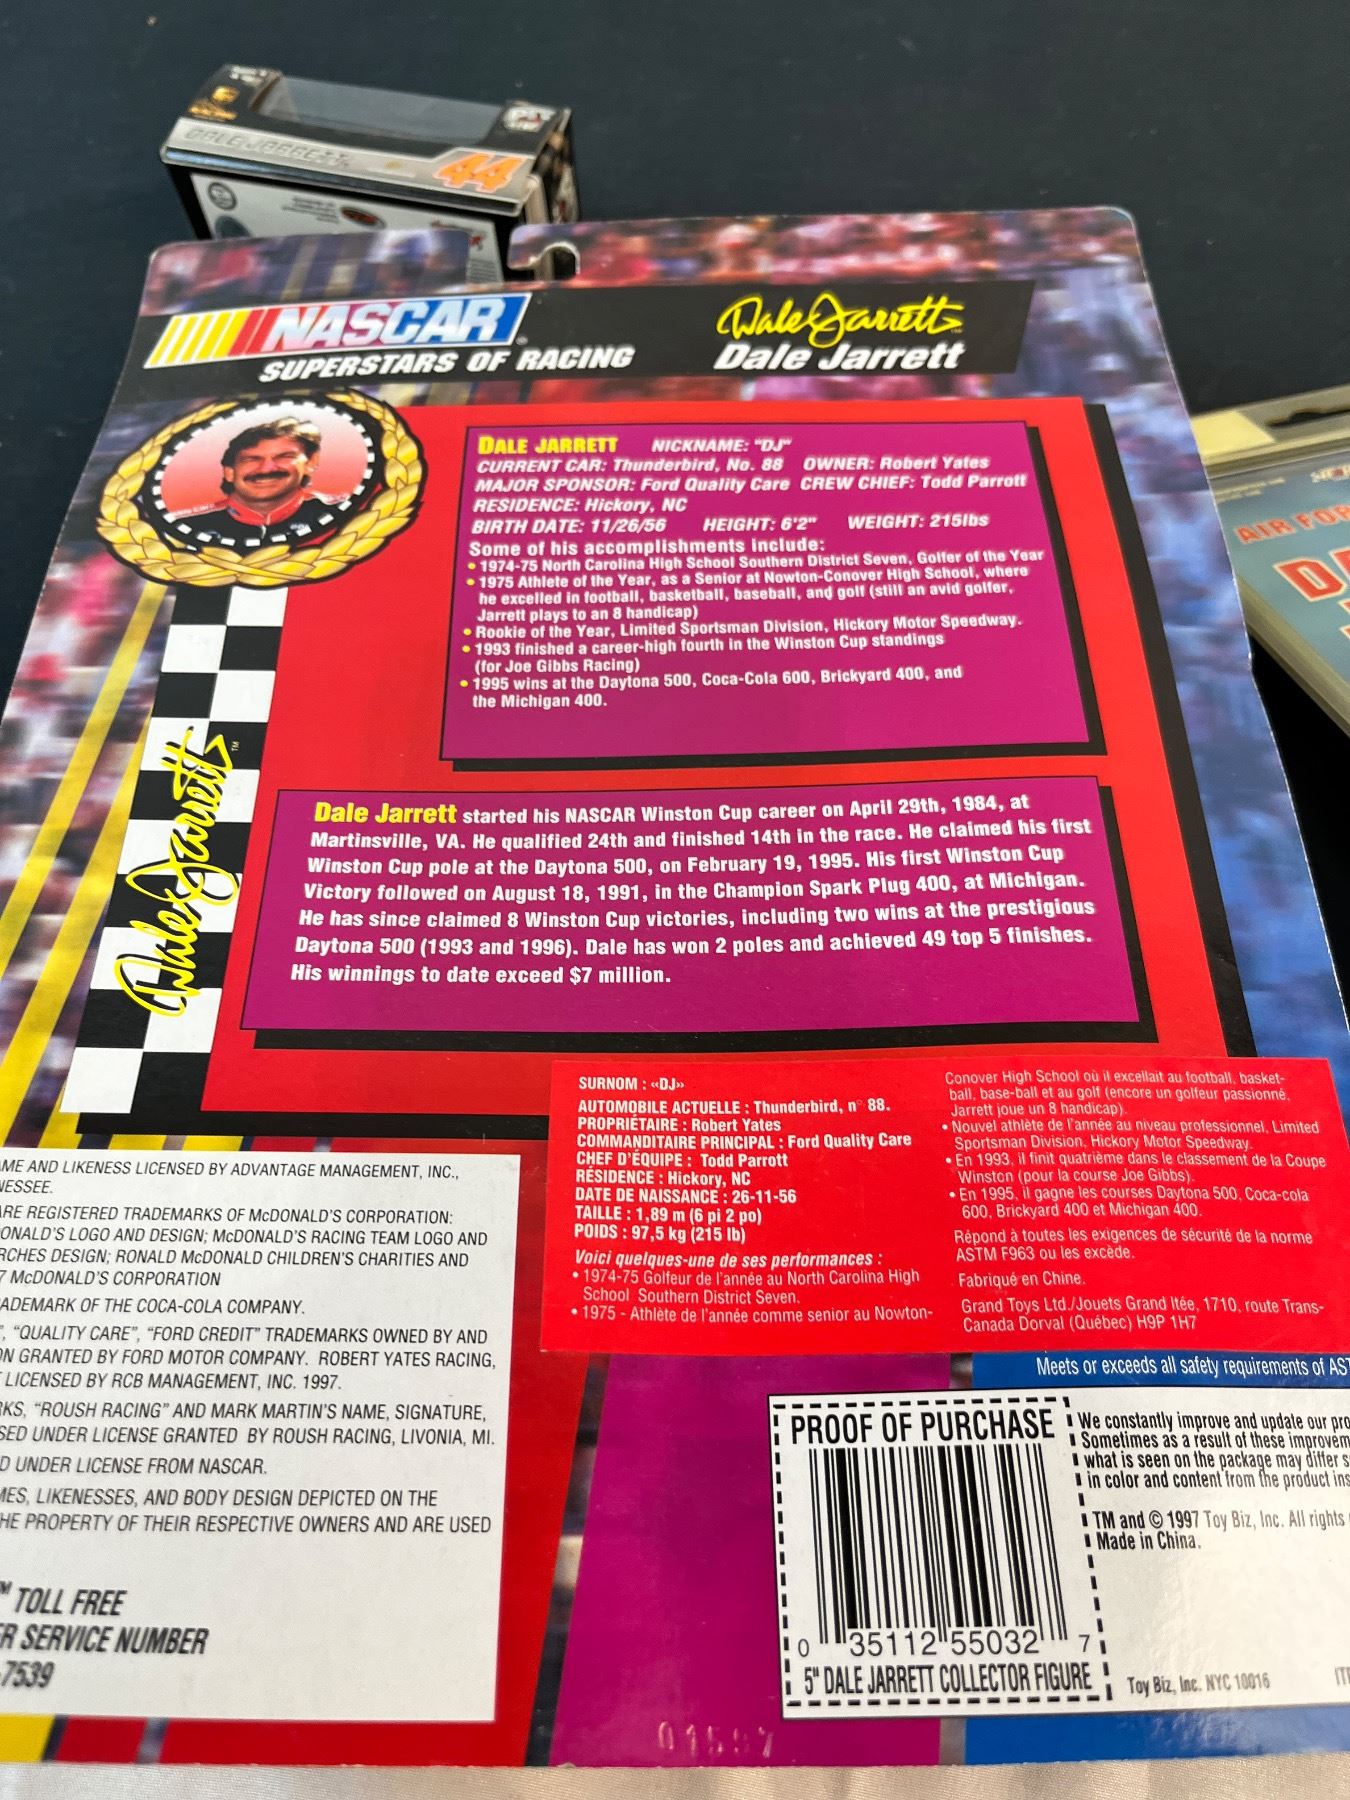 DALE JARRETT
44
NASCAR
SUPERSTARS OF RACING
Dale Jarrett
Dale Jarrett
DALE JARRETT NICKNAME: "DJ"
CURRENT CAR: Thunderbird, No. 88 OWNER: Robert Yates
MAJOR SPONSOR: Ford Quality Care CREW CHIEF: Todd Parrott
RESIDENCE: Hickory, NC
BIRTH DATE: 11/26/56 HEIGHT: 6'2" WEIGHT: 215lbs
Some of his accomplishments include:
• 1974-75 North Carolina High School Southern District Seven, Golfer of the Year
• 1975 Athlete of the Year, as a Senior at Nowton-Conover High School, where
he excelled in football, basketball, baseball, and golf (still an avid golfer,
Jarrett plays to an 8 handicap)
• Rookie of the Year, Limited Sportsman Division, Hickory Motor Speedway.
• 1993 finished a career-high fourth in the Winston Cup standings
(for Joe Gibbs Racing)
• 1995 wins at the Daytona 500, Coca-Cola 600, Brickyard 400, and
the Michigan 400.
Dale Jarrett
Dale Jarrett started his NASCAR Winston Cup career on April 29th, 1984, at
Martinsville, VA. He qualified 24th and finished 14th in the race. He claimed his first
Winston Cup pole at the Daytona 500, on February 19, 1995. His first Winston Cup
Victory followed on August 18, 1991, in the Champion Spark Plug 400, at Michigan.
He has since claimed 8 Winston Cup victories, including two wins at the prestigious
Daytona 500 (1993 and 1996). Dale has won 2 poles and achieved 49 top 5 finishes.
His winnings to date exceed $7 million.
SURNOM : «DJ»
AUTOMOBILE ACTUELLE : Thunderbird, n° 88.
PROPRIÉTAIRE : Robert Yates
COMMANDITAIRE PRINCIPAL : Ford Quality Care
CHEF D'ÉQUIPE : Todd Parrott
RÉSIDENCE : Hickory, NC
DATE DE NAISSANCE : 26-11-56
TAILLE : 1,89 m (6 pi 2 po)
POIDS : 97,5 kg (215 lb)
Voici quelques-une de ses performances :
• 1974-75 Golfeur de l'année au North Carolina High
School Southern District Seven.
• 1975 - Athlète de l'année comme senior au Nowton-
Conover High School où il excellait au football, basket-
ball, base-ball et au golf (encore un golfeur passionné,
Jarrett joue un 8 handicap).
• Nouvel athlète de l'année au niveau professionnel, Limited
Sportsman Division, Hickory Motor Speedway.
• En 1993, il finit quatrième dans le classement de la Coupe
Winston (pour la course Joe Gibbs).
• En 1995, il gagne les courses Daytona 500, Coca-cola
600, Brickyard 400 et Michigan 400.
Répond à toutes les exigences de sécurité de la norme
ASTM F963 ou les excède.
Fabriqué en Chine.
Grand Toys Ltd./Jouets Grand ltée, 1710, route Trans-
Canada Dorval (Québec) H9P 1H7
AME AND LIKENESS LICENSED BY ADVANTAGE MANAGEMENT, INC.,
NESSEE.
ARE REGISTERED TRADEMARKS OF McDONALD'S CORPORATION:
ONALD'S LOGO AND DESIGN; McDONALD'S RACING TEAM LOGO AND
RCHES DESIGN; RONALD McDONALD CHILDREN'S CHARITIES AND
7 McDONALD'S CORPORATION
ADEMARK OF THE COCA-COLA COMPANY.
", "QUALITY CARE", "FORD CREDIT" TRADEMARKS OWNED BY AND
ON GRANTED BY FORD MOTOR COMPANY. ROBERT YATES RACING,
LICENSED BY RCB MANAGEMENT, INC. 1997.
RKS, "ROUSH RACING" AND MARK MARTIN'S NAME, SIGNATURE,
SED UNDER LICENSE GRANTED BY ROUSH RACING, LIVONIA, MI.
D UNDER LICENSE FROM NASCAR.
MES, LIKENESSES, AND BODY DESIGN DEPICTED ON THE
HE PROPERTY OF THEIR RESPECTIVE OWNERS AND ARE USED
™ TOLL FREE
R SERVICE NUMBER
-7539
Meets or exceeds all safety requirements of AST
PROOF OF PURCHASE
0 35112 55032 7
5" DALE JARRETT COLLECTOR FIGURE
We constantly improve and update our pro
Sometimes as a result of these improvem
what is seen on the package may differ s
in color and content from the product ins
TM and © 1997 Toy Biz, Inc. All rights
Made in China.
Toy Biz, Inc. NYC 10016
AIR FOR